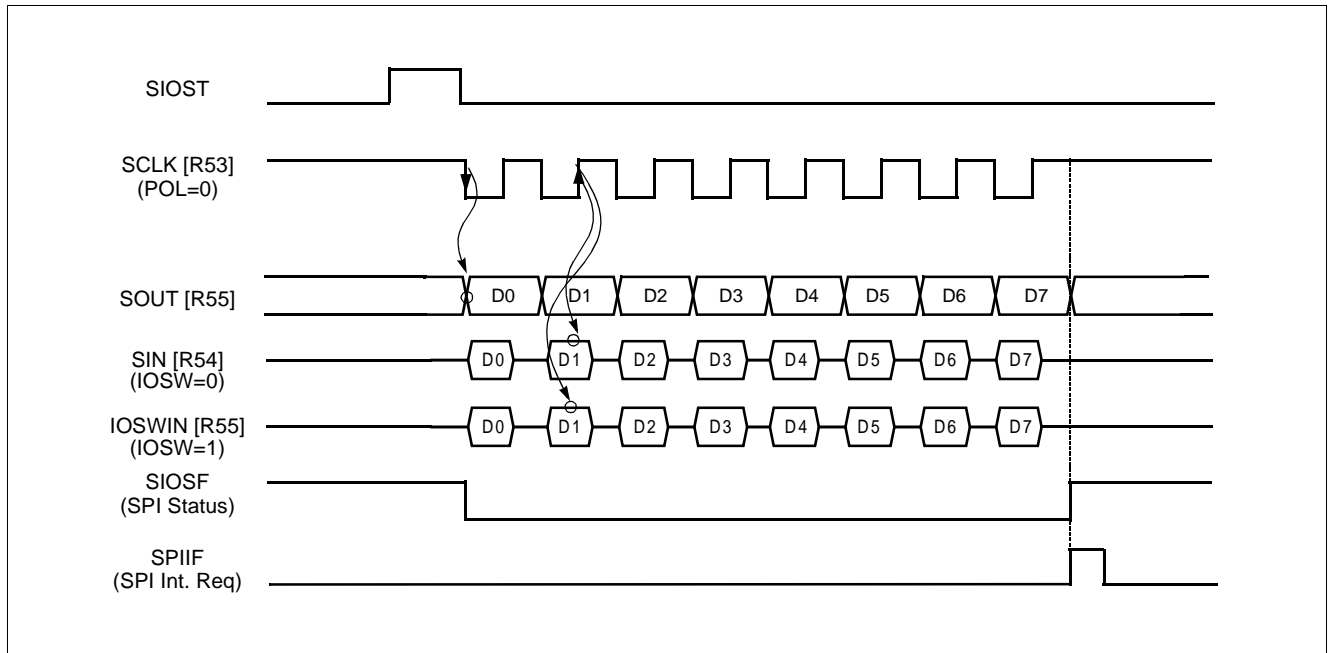 SIOST
SCLK [R53]
(POL=0)
SOUT [R55]
D0 D1 D2 D3 D4 D5 D6 D7
SIN [R54]
(IOSW=0)
D0 D1 D2 D3 D4 D5 D6 D7
IOSWIN [R55]
(IOSW=1)
D0 D1 D2 D3 D4 D5 D6 D7
SIOSF
(SPI Status)
SPIIF
(SPI Int. Req)